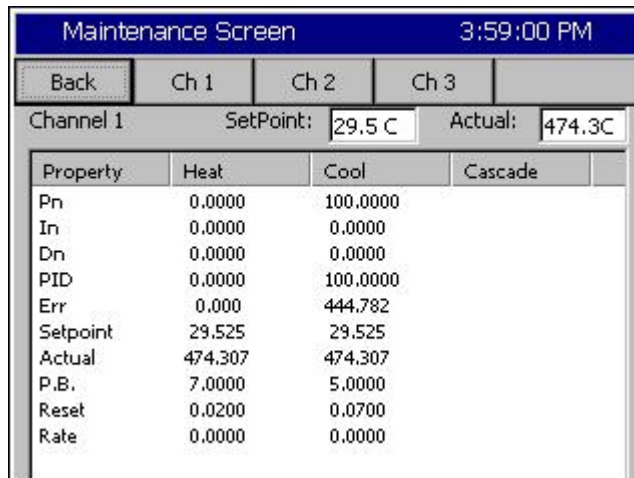 Maintenance Screen 3:59:00 PM
Back Ch 1 Ch 2 Ch 3
Channel 1 SetPoint: 29.5 C Actual: 474.3C
Property Heat Cool Cascade
Pn 0.0000 100.0000
In 0.0000 0.0000
Dn 0.0000 0.0000
PID 0.0000 100.0000
Err 0.000 444.782
Setpoint 29.525 29.525
Actual 474.307 474.307
P.B. 7.0000 5.0000
Reset 0.0200 0.0700
Rate 0.0000 0.0000